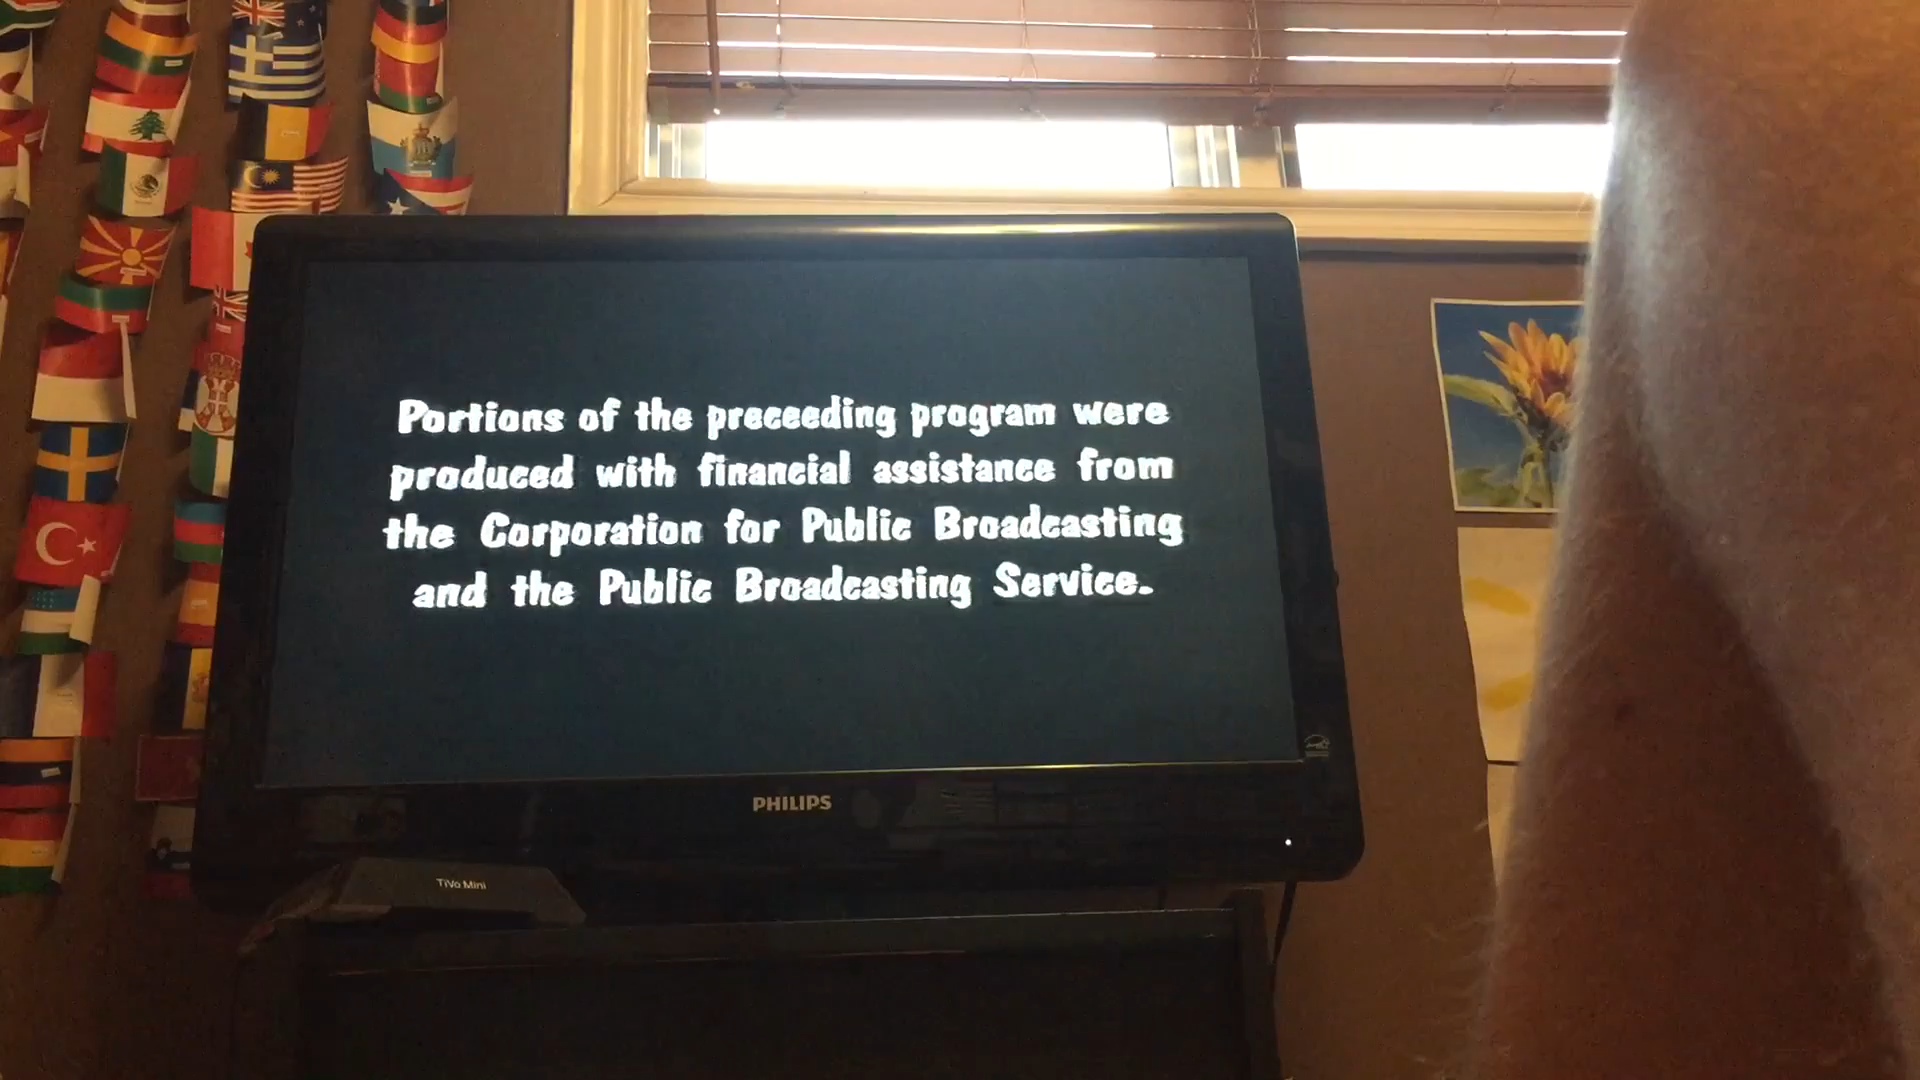 Portions of the preceeding program were
produced with financial assistance from
the Corporation for Public Broadcasting
and the Public Broadcasting Service.
PHILIPS
TiVo Mini